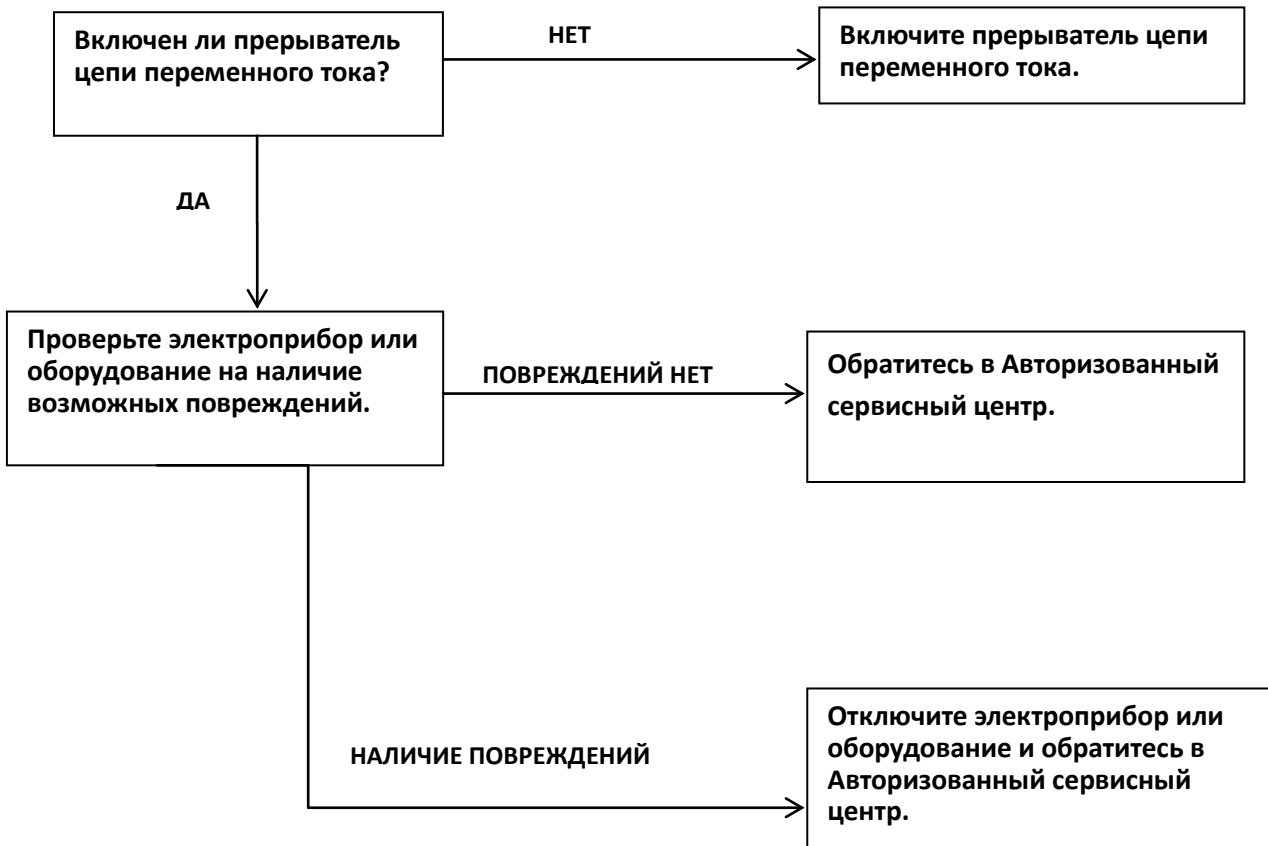 Включен ли прерыватель
цепи переменного тока?
НЕТ
Включите прерыватель цепи
переменного тока.
ДА
Проверьте электроприбор или
оборудование на наличие
возможных повреждений.
ПОВРЕЖДЕНИЙ НЕТ
Обратитесь в Авторизованный
сервисный центр.
НАЛИЧИЕ ПОВРЕЖДЕНИЙ
Отключите электроприбор или
оборудование и обратитесь в
Авторизованный сервисный
центр.